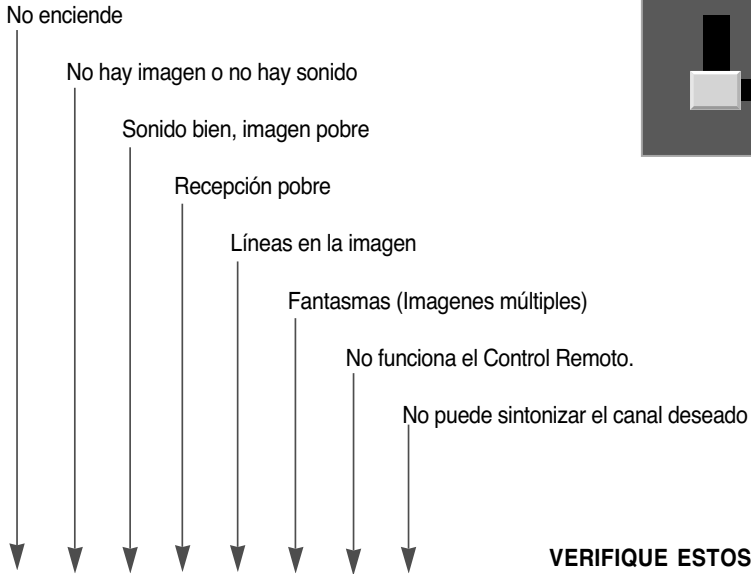 No enciende
No hay imagen o no hay sonido
Sonido bien, imagen pobre
Recepción pobre
Líneas en la imagen
Fantasmas (Imagenes múltiples)
No funciona el Control Remoto.
No puede sintonizar el canal deseado
VERIFIQUE ESTOS